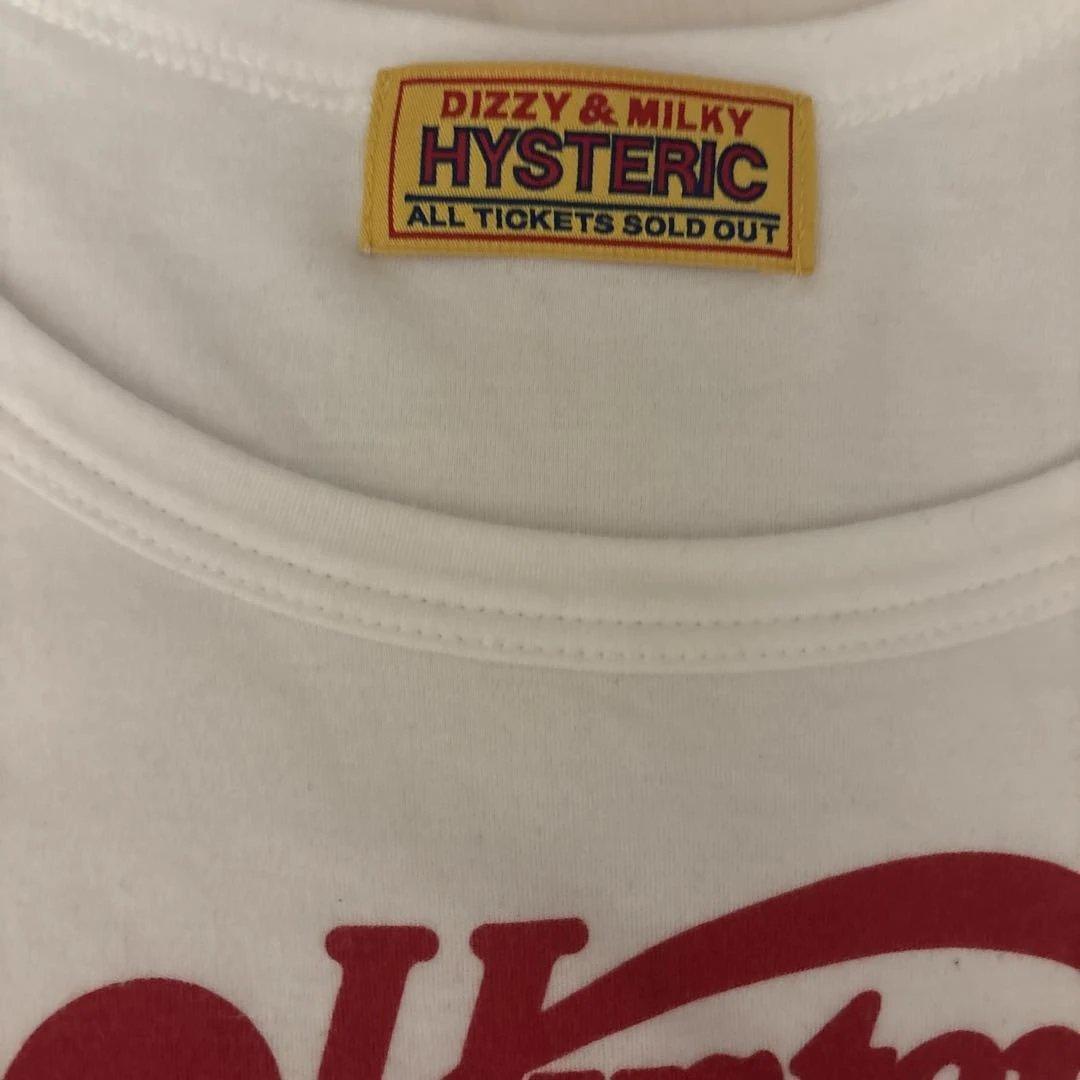 DIZZY & MILKY
HYSTERIC
ALL TICKETS SOLD OUT